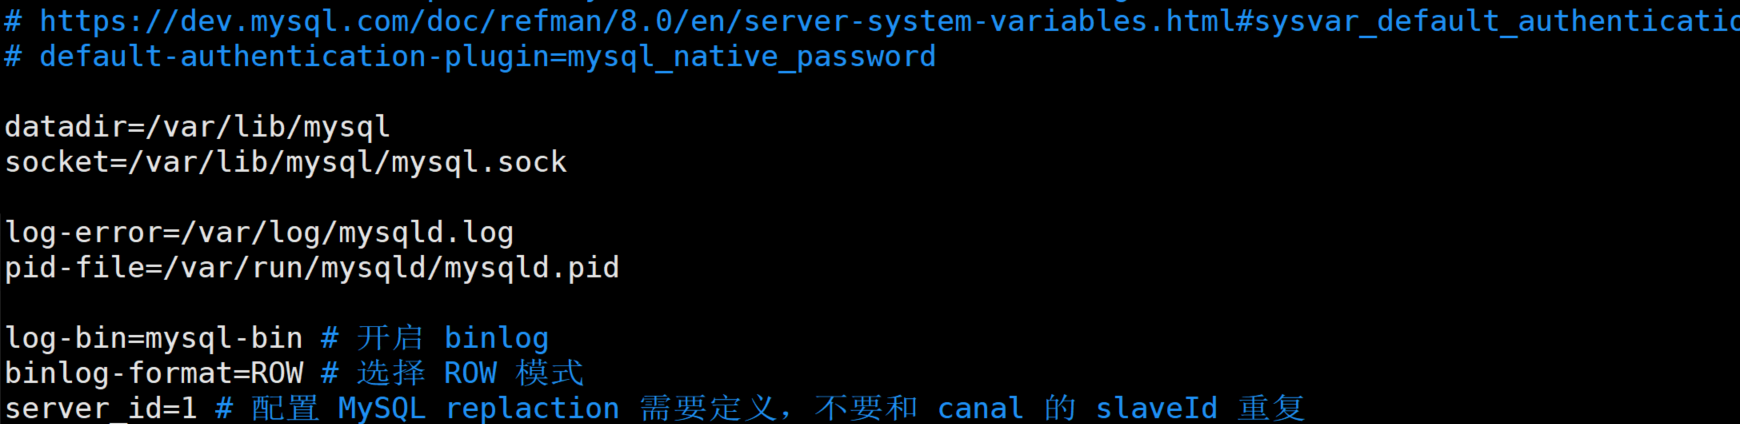 # https://dev.mysql.com/doc/refman/8.0/en/server-system-variables.html#sysvar_default_authenticatio
# default-authentication-plugin=mysql_native_password
datadir=/var/lib/mysql
socket=/var/lib/mysql/mysql.sock
log-error=/var/log/mysqld.log
pid-file=/var/run/mysqld/mysqld.pid
log-bin=mysql-bin # 开启 binlog
binlog-format=ROW # 选择 ROW 模式
server_id=1 # 配置 MySQL replaction 需要定义，不要和 canal 的 slaveId 重复